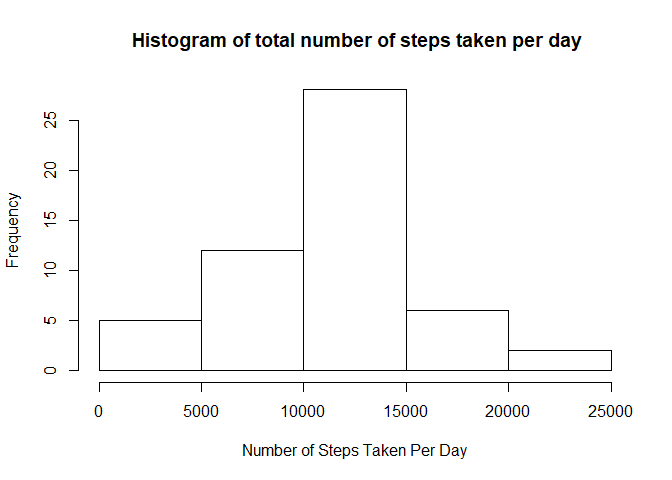 Histogram of total number of steps taken per day
Frequency
25
20
15
10
5
0
0 5000 10000 15000 20000 25000
Number of Steps Taken Per Day